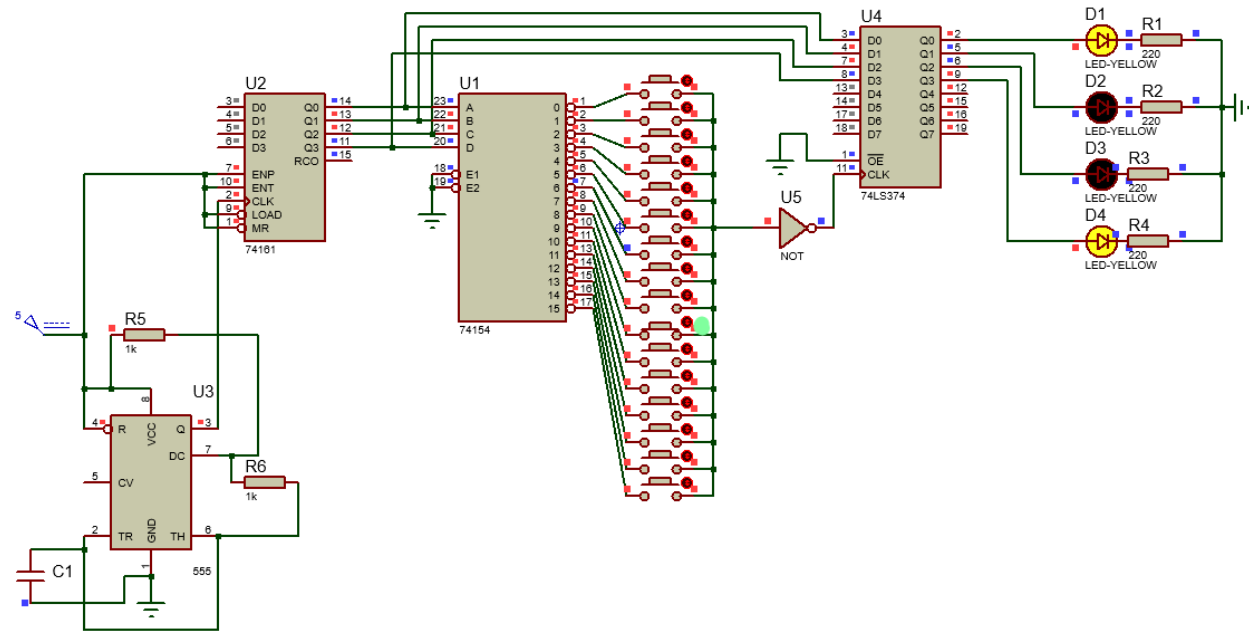 U2
3 D0 Q0 14
4 D1 Q1 13
5 D2 Q2 12
6 D3 Q3 11
RCO 15
7 ENP
10 ENT
2 CLK
9 LOAD
1 MR
74161
U1
23 A 0 1
22 B 1 2
21 C 2 3
20 D 3 4
4 5
18 E1 5 6
19 E2 6 7
7 8
8 9
9 10
10 11
11 13
12 14
13 15
14 16
15 17
74154
U4
3 D0 Q0 2
4 D1 Q1 5
7 D2 Q2 6
8 D3 Q3 9
13 D4 Q4 12
14 D5 Q5 15
17 D6 Q6 16
18 D7 Q7 19
1 OE
11 CLK
74LS374
U5
NOT
D1 R1
220
LED-YELLOW
D2 R2
220
LED-YELLOW
D3 R3
220
LED-YELLOW
D4 R4
220
LED-YELLOW
5
R5
1k
U3
8
4 R VCC Q 3
DC 7
5 CV
2 TR GND TH 6
1
555
R6
1k
C1